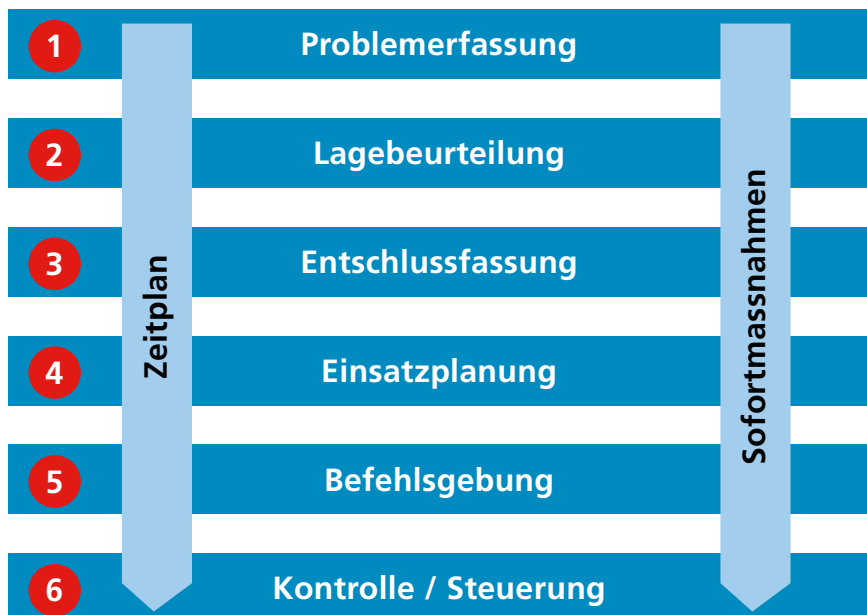 1 Problemerfassung
2 Lagebeurteilung
3 Entschlussfassung
4 Einsatzplanung
5 Befehlsgebung
6 Kontrolle / Steuerung
Zeitplan
Sofortmassnahmen